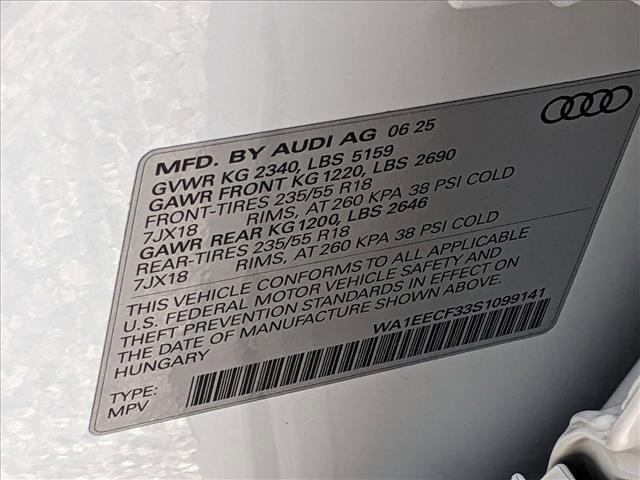 MFD. BY AUDI AG 06 25
GVWR KG 2340, LBS 5159
GAWR FRONT KG 1220, LBS 2690
FRONT-TIRES 235/55 R18
7JX18 RIMS, AT 260 KPA 38 PSI COLD
GAWR REAR KG 1200, LBS 2646
REAR-TIRES 235/55 R18
7JX18 RIMS, AT 260 KPA 38 PSI COLD
THIS VEHICLE CONFORMS TO ALL APPLICABLE
U.S. FEDERAL MOTOR VEHICLE SAFETY AND
THEFT PREVENTION STANDARDS IN EFFECT ON
THE DATE OF MANUFACTURE SHOWN ABOVE.
HUNGARY
WA1EECF33S1099141
TYPE:
MPV